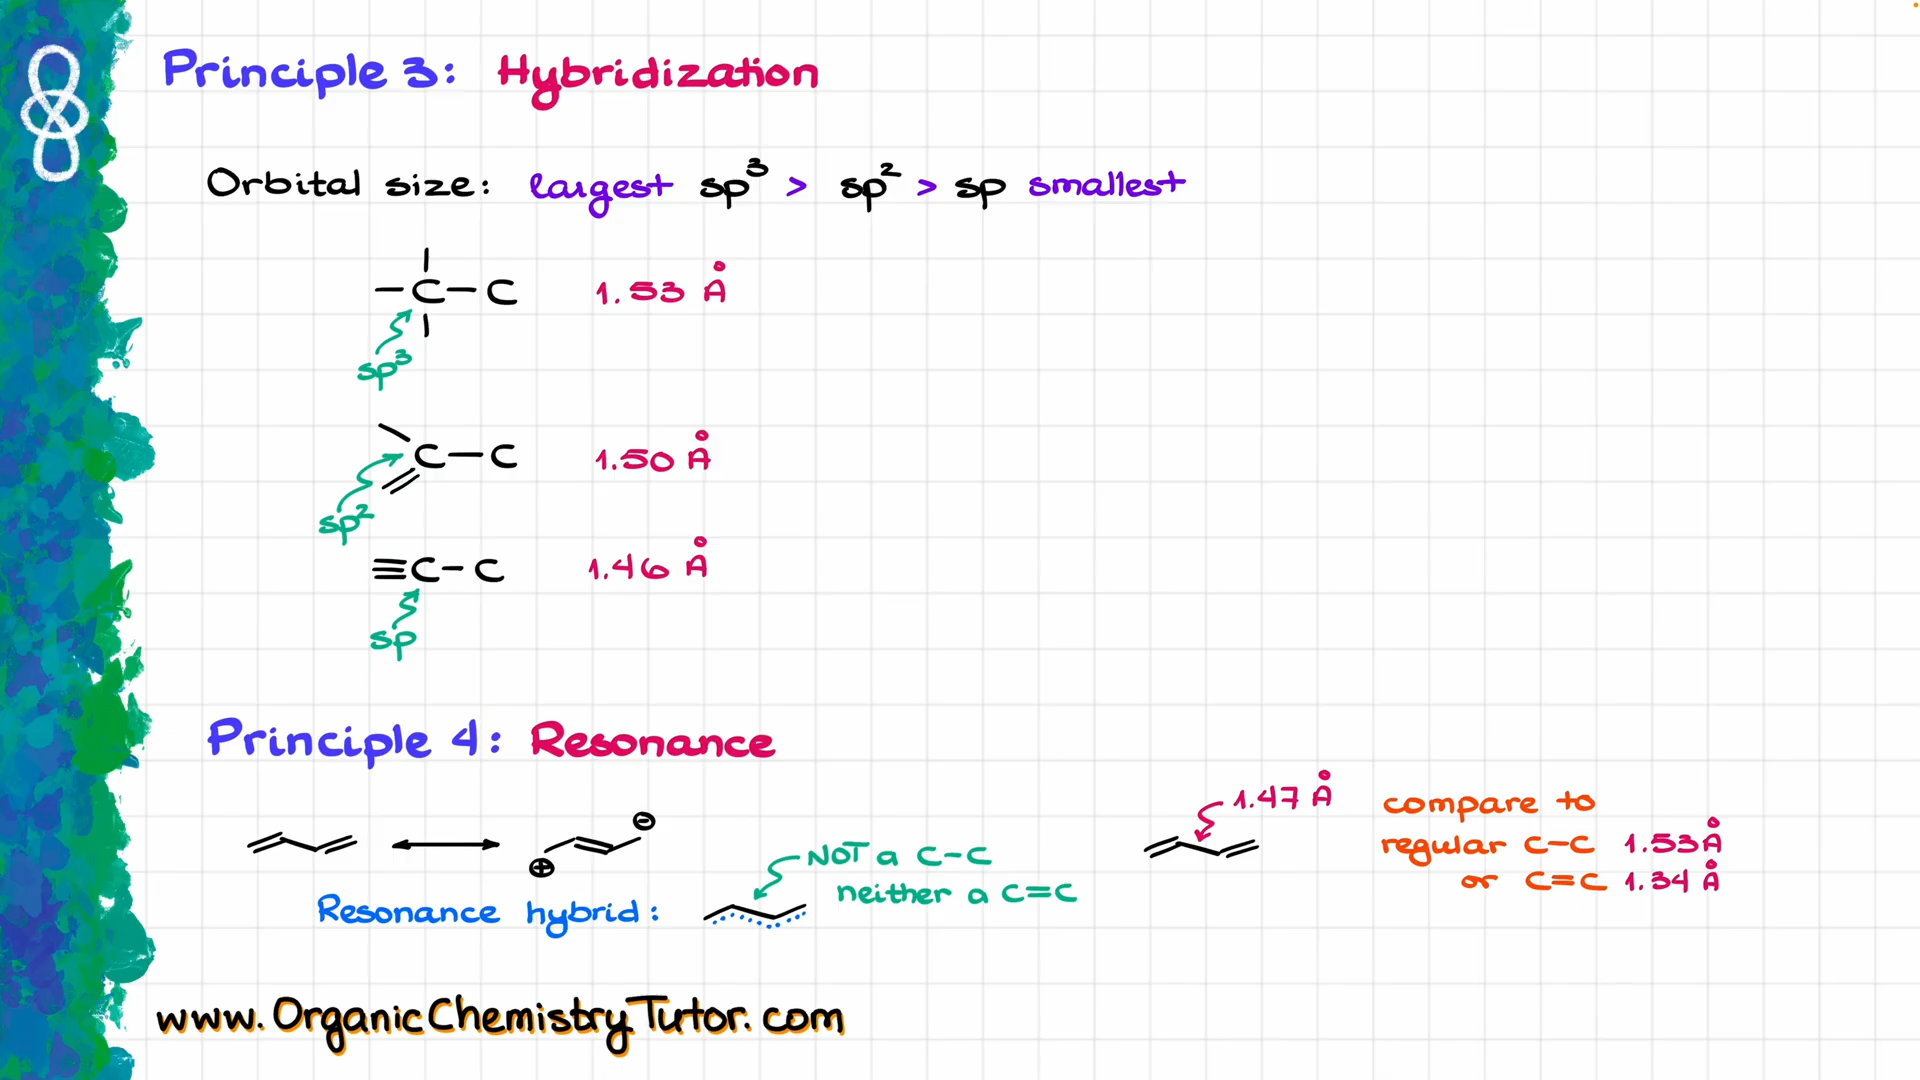 Principle 3: Hybridization
Orbital size: largest sp³ > sp² > sp smallest
–C–C 1.53 Å
sp³
C–C 1.50 Å
sp²
≡C–C 1.46 Å
sp
Principle 4: Resonance
⊖
⊕
Resonance hybrid:
NOT a C–C
neither a C=C
1.47 Å
compare to
regular C–C 1.53 Å
or C=C 1.34 Å
www.OrganicChemistryTutor.com